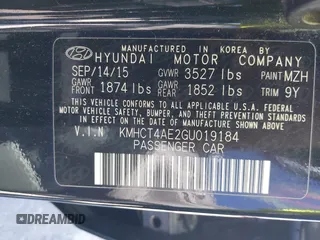 MANUFACTURED IN KOREA BY
HYUNDAI MOTOR COMPANY
SEP/14/15 GVWR 3527 lbs PAINT MZH
GAWR FRONT 1874 lbs GAWR REAR 1852 lbs TRIM 9Y
THIS VEHICLE CONFORMS TO ALL APPLICABLE U.S.A. FEDERAL MOTOR VEHICLE SAFETY, BUMPER, AND THEFT PREVENTION STANDARDS IN EFFECT ON THE DATE OF MANUFACTURE SHOWN ABOVE.
V.I.N KMHCT4AE2GU019184
PASSENGER CAR
DREAMBID